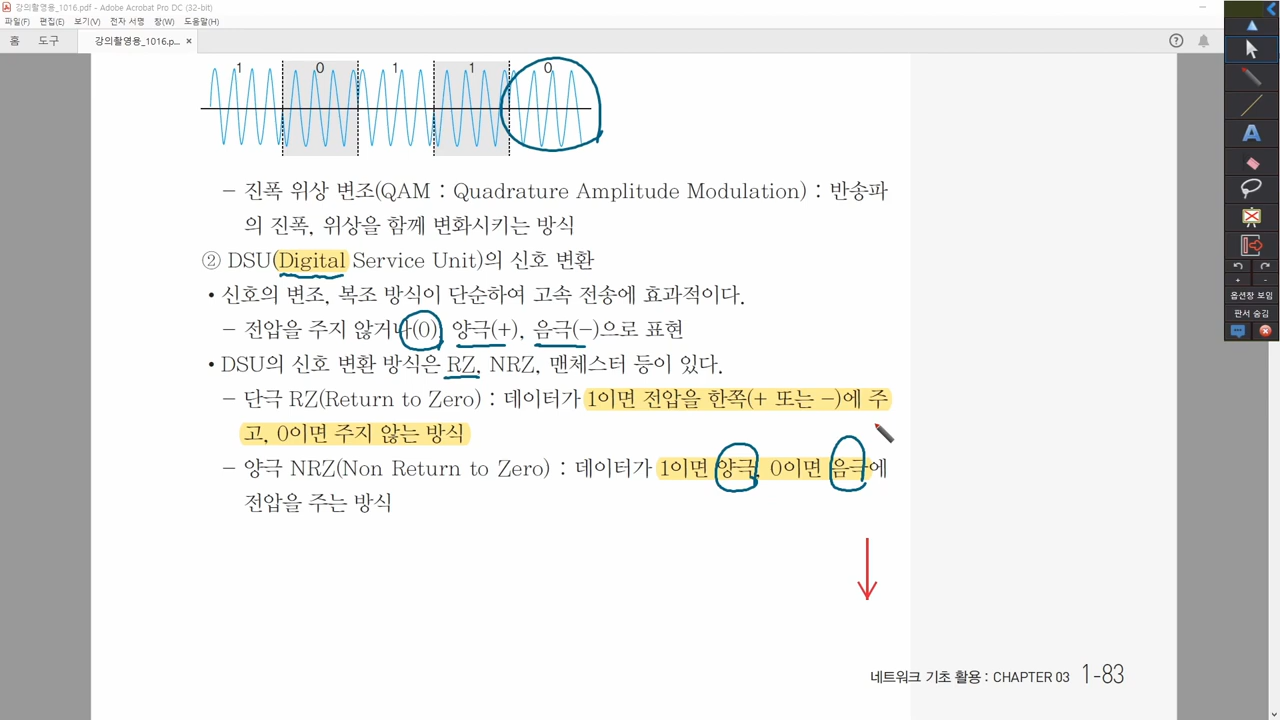 강의촬영용_1016.pdf - Adobe Acrobat Pro DC (32-bit)
파일(F) 편집(E) 보기(V) 전자 서명 창(W) 도움말(H)
홈 도구 강의촬영용_1016.p... ×
1 0 1 1 0
- 진폭 위상 변조(QAM : Quadrature Amplitude Modulation) : 반송파
의 진폭, 위상을 함께 변화시키는 방식
② DSU(Digital Service Unit)의 신호 변환
• 신호의 변조, 복조 방식이 단순하여 고속 전송에 효과적이다.
- 전압을 주지 않거나(0), 양극(+), 음극(-)으로 표현
• DSU의 신호 변환 방식은 RZ, NRZ, 맨체스터 등이 있다.
- 단극 RZ(Return to Zero) : 데이터가 1이면 전압을 한쪽(+ 또는 -)에 주
고, 0이면 주지 않는 방식
- 양극 NRZ(Non Return to Zero) : 데이터가 1이면 양극, 0이면 음극에
전압을 주는 방식
네트워크 기초 활용 : CHAPTER 03 1-83
A
+ -
옵션장 보임
판서 숨김